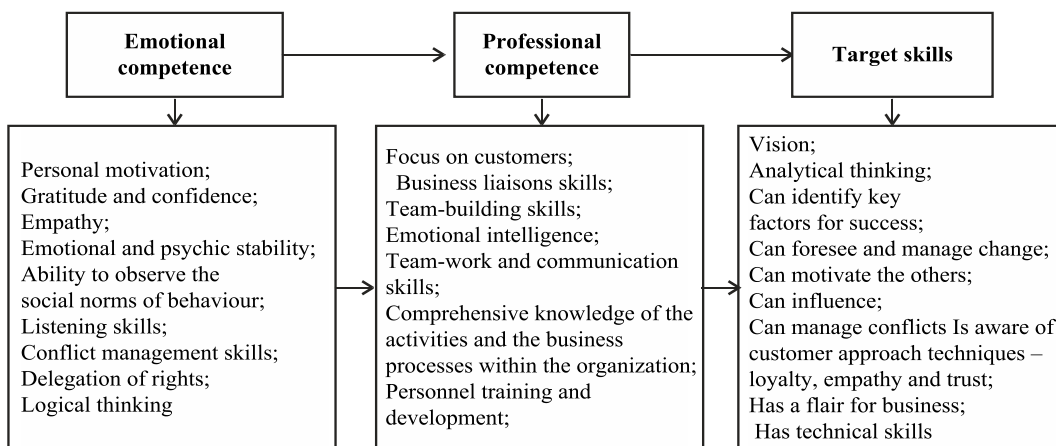 Emotional
competence
Professional
competence
Target skills
Personal motivation;
Gratitude and confidence;
Empathy;
Emotional and psychic stability;
Ability to observe the
social norms of behaviour;
Listening skills;
Conflict management skills;
Delegation of rights;
Logical thinking
Focus on customers;
Business liaisons skills;
Team-building skills;
Emotional intelligence;
Team-work and communication
skills;
Comprehensive knowledge of the
activities and the business
processes within the organization;
Personnel training and
development;
Vision;
Analytical thinking;
Can identify key
factors for success;
Can foresee and manage change;
Can motivate the others;
Can influence;
Can manage conflicts Is aware of
customer approach techniques –
loyalty, empathy and trust;
Has a flair for business;
Has technical skills